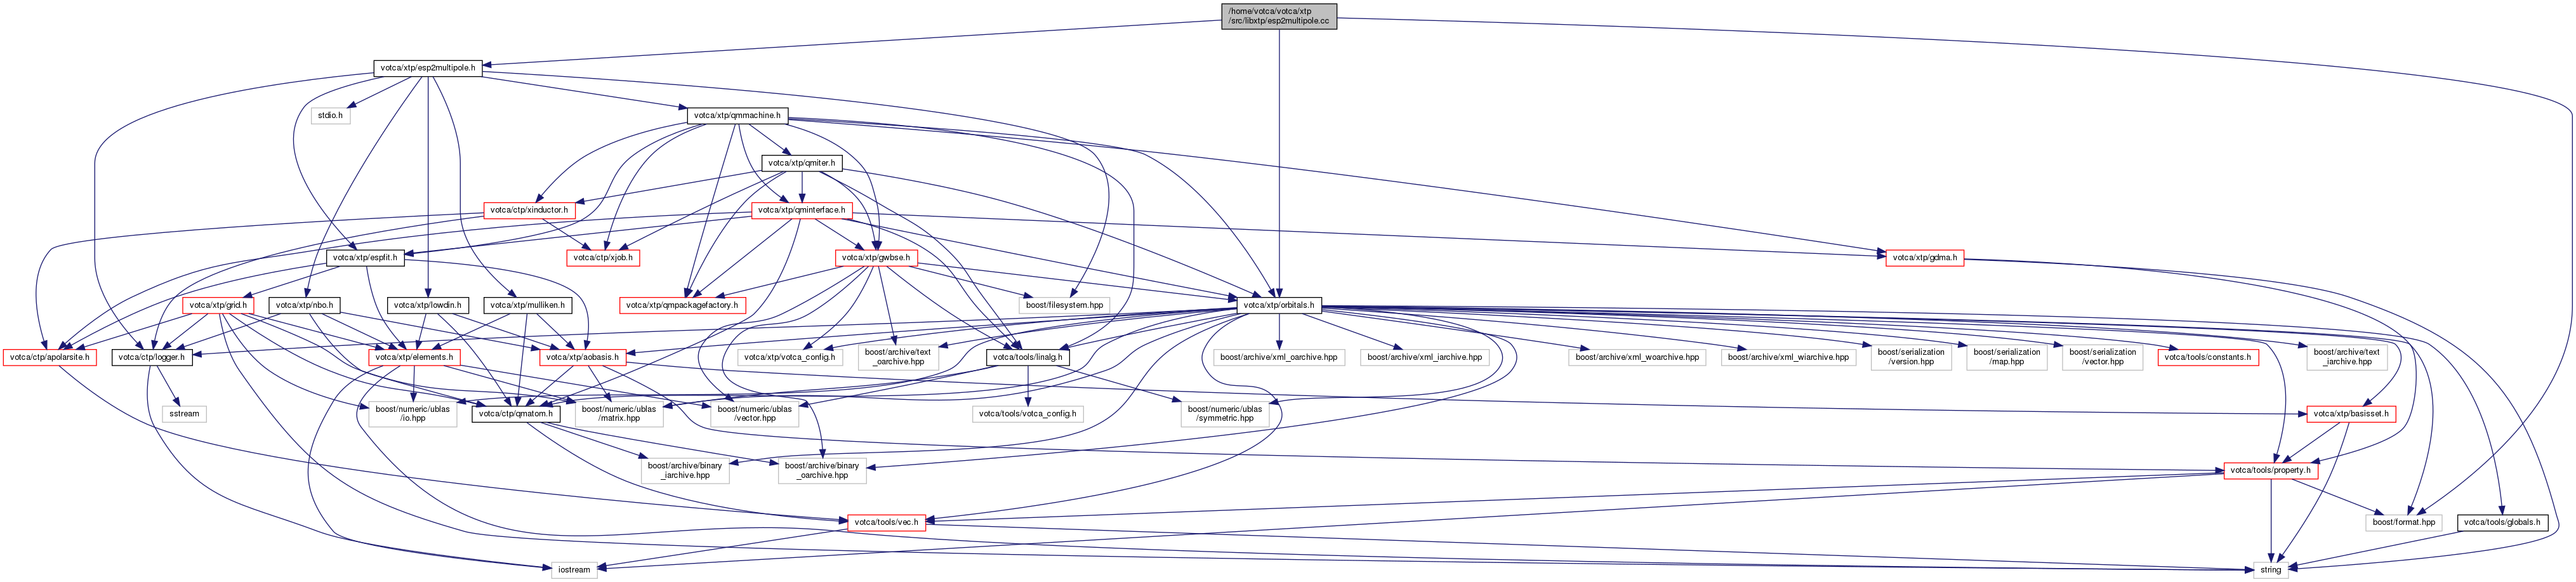 /home/votca/votca/xtp
/src/libxtp/esp2multipole.cc
votca/xtp/esp2multipole.h
stdio.h
votca/xtp/qmmachine.h
votca/xtp/qmiter.h
votca/ctp/xinductor.h
votca/xtp/qminterface.h
votca/xtp/espfit.h
votca/ctp/xjob.h
votca/xtp/gwbse.h
votca/xtp/gdma.h
votca/xtp/grid.h
votca/xtp/nbo.h
votca/xtp/lowdin.h
votca/xtp/mulliken.h
votca/xtp/qmpackagefactory.h
boost/filesystem.hpp
votca/xtp/orbitals.h
votca/ctp/apolarsite.h
votca/ctp/logger.h
votca/xtp/elements.h
votca/xtp/aobasis.h
votca/xtp/votca_config.h
boost/archive/text
_oarchive.hpp
votca/tools/linalg.h
boost/archive/xml_oarchive.hpp
boost/archive/xml_iarchive.hpp
boost/archive/xml_woarchive.hpp
boost/archive/xml_wiarchive.hpp
boost/serialization
/version.hpp
boost/serialization
/map.hpp
boost/serialization
/vector.hpp
votca/tools/constants.h
boost/archive/text
_iarchive.hpp
sstream
boost/numeric/ublas
/io.hpp
votca/ctp/qmatom.h
boost/numeric/ublas
/matrix.hpp
boost/numeric/ublas
/vector.hpp
votca/tools/votca_config.h
boost/numeric/ublas
/symmetric.hpp
votca/xtp/basisset.h
boost/archive/binary
_iarchive.hpp
boost/archive/binary
_oarchive.hpp
votca/tools/property.h
votca/tools/vec.h
boost/format.hpp
votca/tools/globals.h
iostream
string